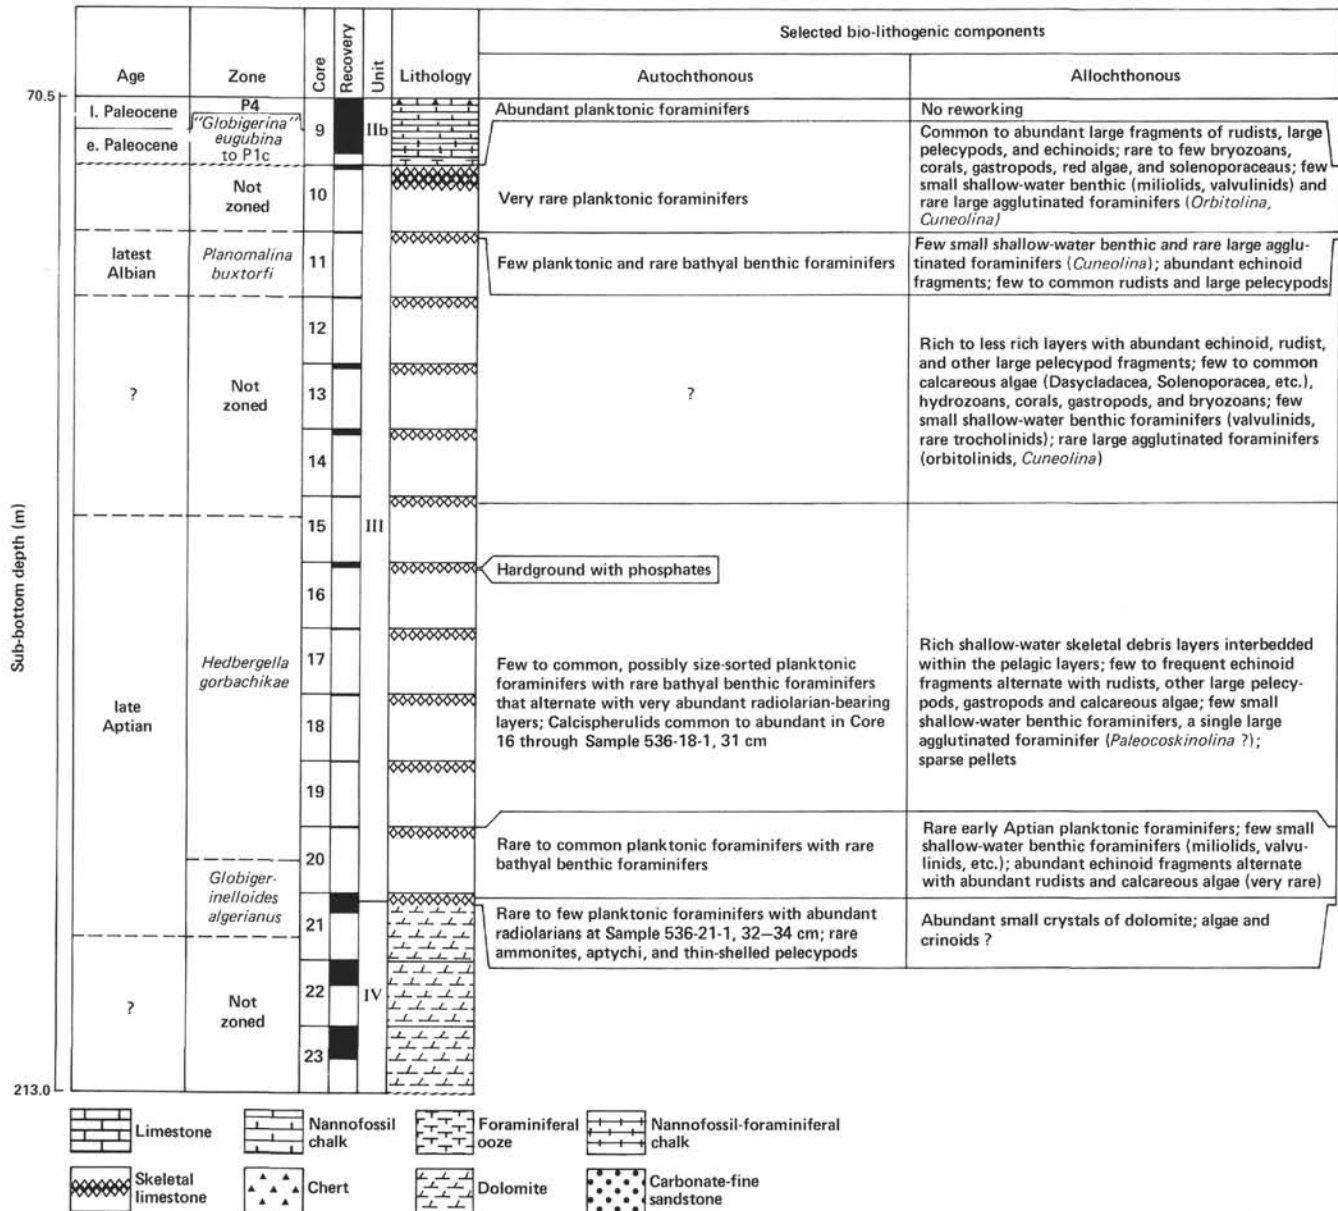 Selected bio-lithogenic components
Age
Zone
Core
Recovery
Unit
Lithology
Autochthonous
Allochthonous
Sub-bottom depth (m)
70.5
213.0
l. Paleocene
e. Paleocene
latest
Albian
?
late
Aptian
?
P4
"Globigerina"
eugubina
to P1c
Not
zoned
Planomalina
buxtorfi
Not
zoned
Hedbergella
gorbachikae
Globiger-
inelloides
algerianus
Not
zoned
9
10
11
12
13
14
15
16
17
18
19
20
21
22
23
IIb
III
IV
Abundant planktonic foraminifers
No reworking
Very rare planktonic foraminifers
Common to abundant large fragments of rudists, large
pelecypods, and echinoids; rare to few bryozoans,
corals, gastropods, red algae, and solenoporaceaus; few
small shallow-water benthic (miliolids, valvulinids) and
rare large agglutinated foraminifers (Orbitolina,
Cuneolina)
Few planktonic and rare bathyal benthic foraminifers
Few small shallow-water benthic and rare large agglu-
tinated foraminifers (Cuneolina); abundant echinoid
fragments; few to common rudists and large pelecypods
?
Rich to less rich layers with abundant echinoid, rudist,
and other large pelecypod fragments; few to common
calcareous algae (Dasycladacea, Solenoporacea, etc.),
hydrozoans, corals, gastropods, and bryozoans; few
small shallow-water benthic foraminifers (valvulinids,
rare trocholinids); rare large agglutinated foraminifers
(orbitolinids, Cuneolina)
Hardground with phosphates
Few to common, possibly size-sorted planktonic
foraminifers with rare bathyal benthic foraminifers
that alternate with very abundant radiolarian-bearing
layers; Calcispherulids common to abundant in Core
16 through Sample 536-18-1, 31 cm
Rich shallow-water skeletal debris layers interbedded
within the pelagic layers; few to frequent echinoid
fragments alternate with rudists, other large pelecy-
pods, gastropods and calcareous algae; few small
shallow-water benthic foraminifers, a single large
agglutinated foraminifer (Paleocoskinolina ?);
sparse pellets
Rare to common planktonic foraminifers with rare
bathyal benthic foraminifers
Rare early Aptian planktonic foraminifers; few small
shallow-water benthic foraminifers (miliolids, valvu-
linids, etc.); abundant echinoid fragments alternate
with abundant rudists and calcareous algae (very rare)
Rare to few planktonic foraminifers with abundant
radiolarians at Sample 536-21-1, 32–34 cm; rare
ammonites, aptychi, and thin-shelled pelecypods
Abundant small crystals of dolomite; algae and
crinoids ?
Limestone
Nannofossil
chalk
Foraminiferal
ooze
Nannofossil-foraminiferal
chalk
Skeletal
limestone
Chert
Dolomite
Carbonate-fine
sandstone